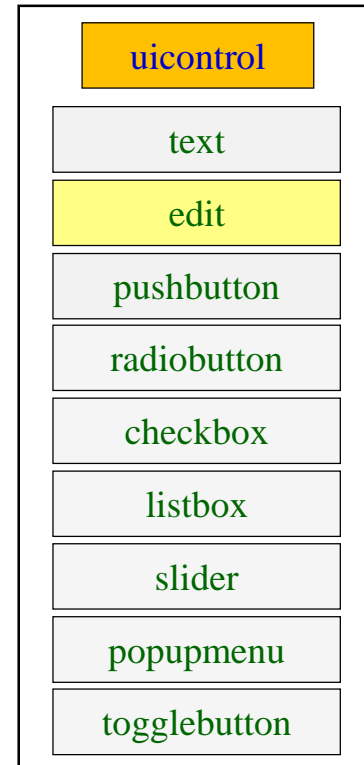 uicontrol
text
edit
pushbutton
radiobutton
checkbox
listbox
slider
popupmenu
togglebutton